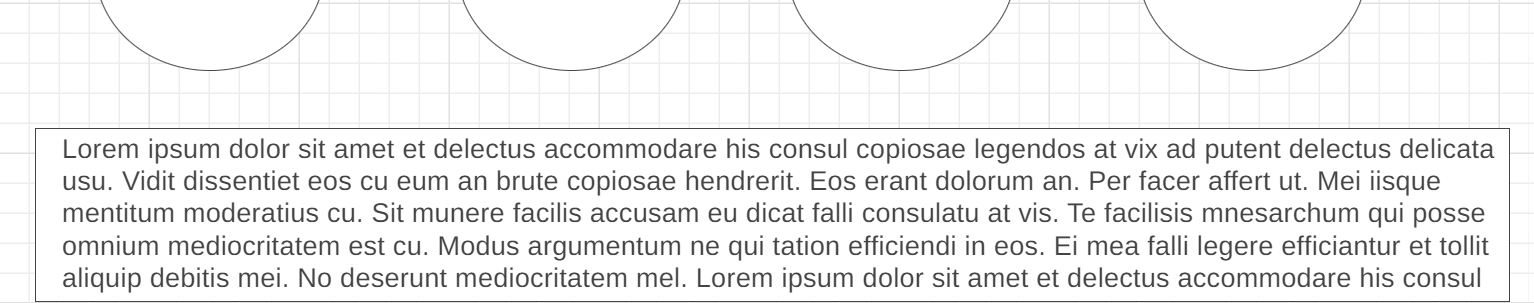 Lorem ipsum dolor sit amet et delectus accommodare his consul copiosae legendos at vix ad putent delectus delicata
usu. Vidit dissentiet eos cu eum an brute copiosae hendrerit. Eos erant dolorum an. Per facer affert ut. Mei iisque
mentitum moderatius cu. Sit munere facilis accusam eu dicat falli consulatu at vis. Te facilisis mnesarchum qui posse
omnium mediocritatem est cu. Modus argumentum ne qui tation efficiendi in eos. Ei mea falli legere efficiantur et tollit
aliquip debitis mei. No deserunt mediocritatem mel. Lorem ipsum dolor sit amet et delectus accommodare his consul